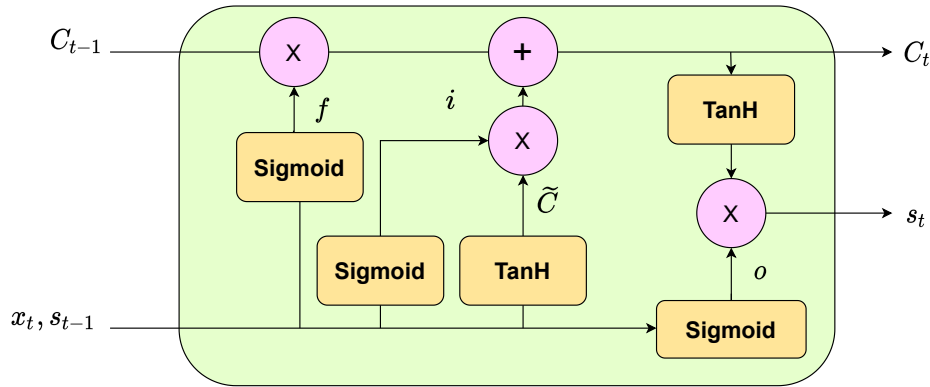 C_{t-1}
X
+
C_t
f
i
TanH
Sigmoid
X
C̃
X
s_t
Sigmoid
TanH
o
x_t, s_{t-1}
Sigmoid